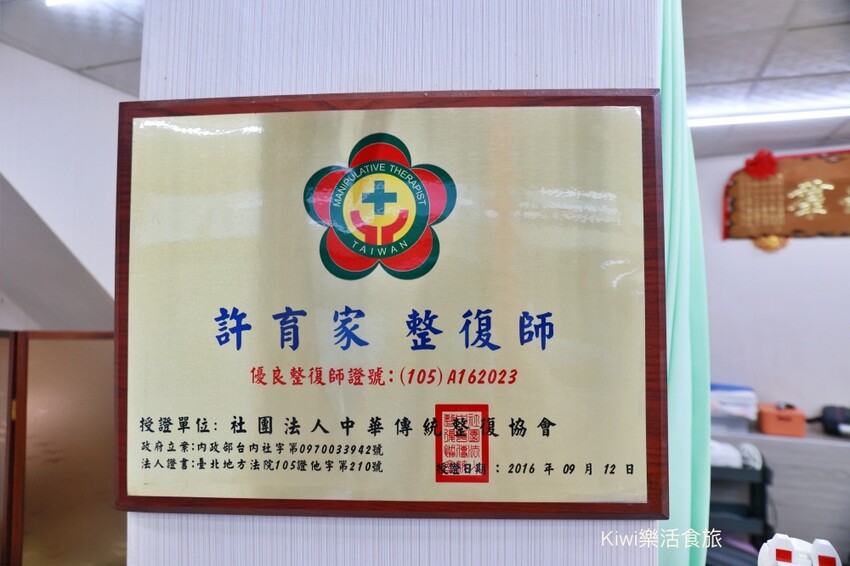 MANIPULATIVE THERAPIST
TAIWAN
許育家 整復師
優良整復師證號:(105)A162023
授證單位: 社團法人中華傳統整復協會
政府立案:內政部台內社字第0970033942號
法人證書:臺北地方法院105證他字第210號
授證日期 : 2016 年 09 月 12 日
Kiwi樂活食旅